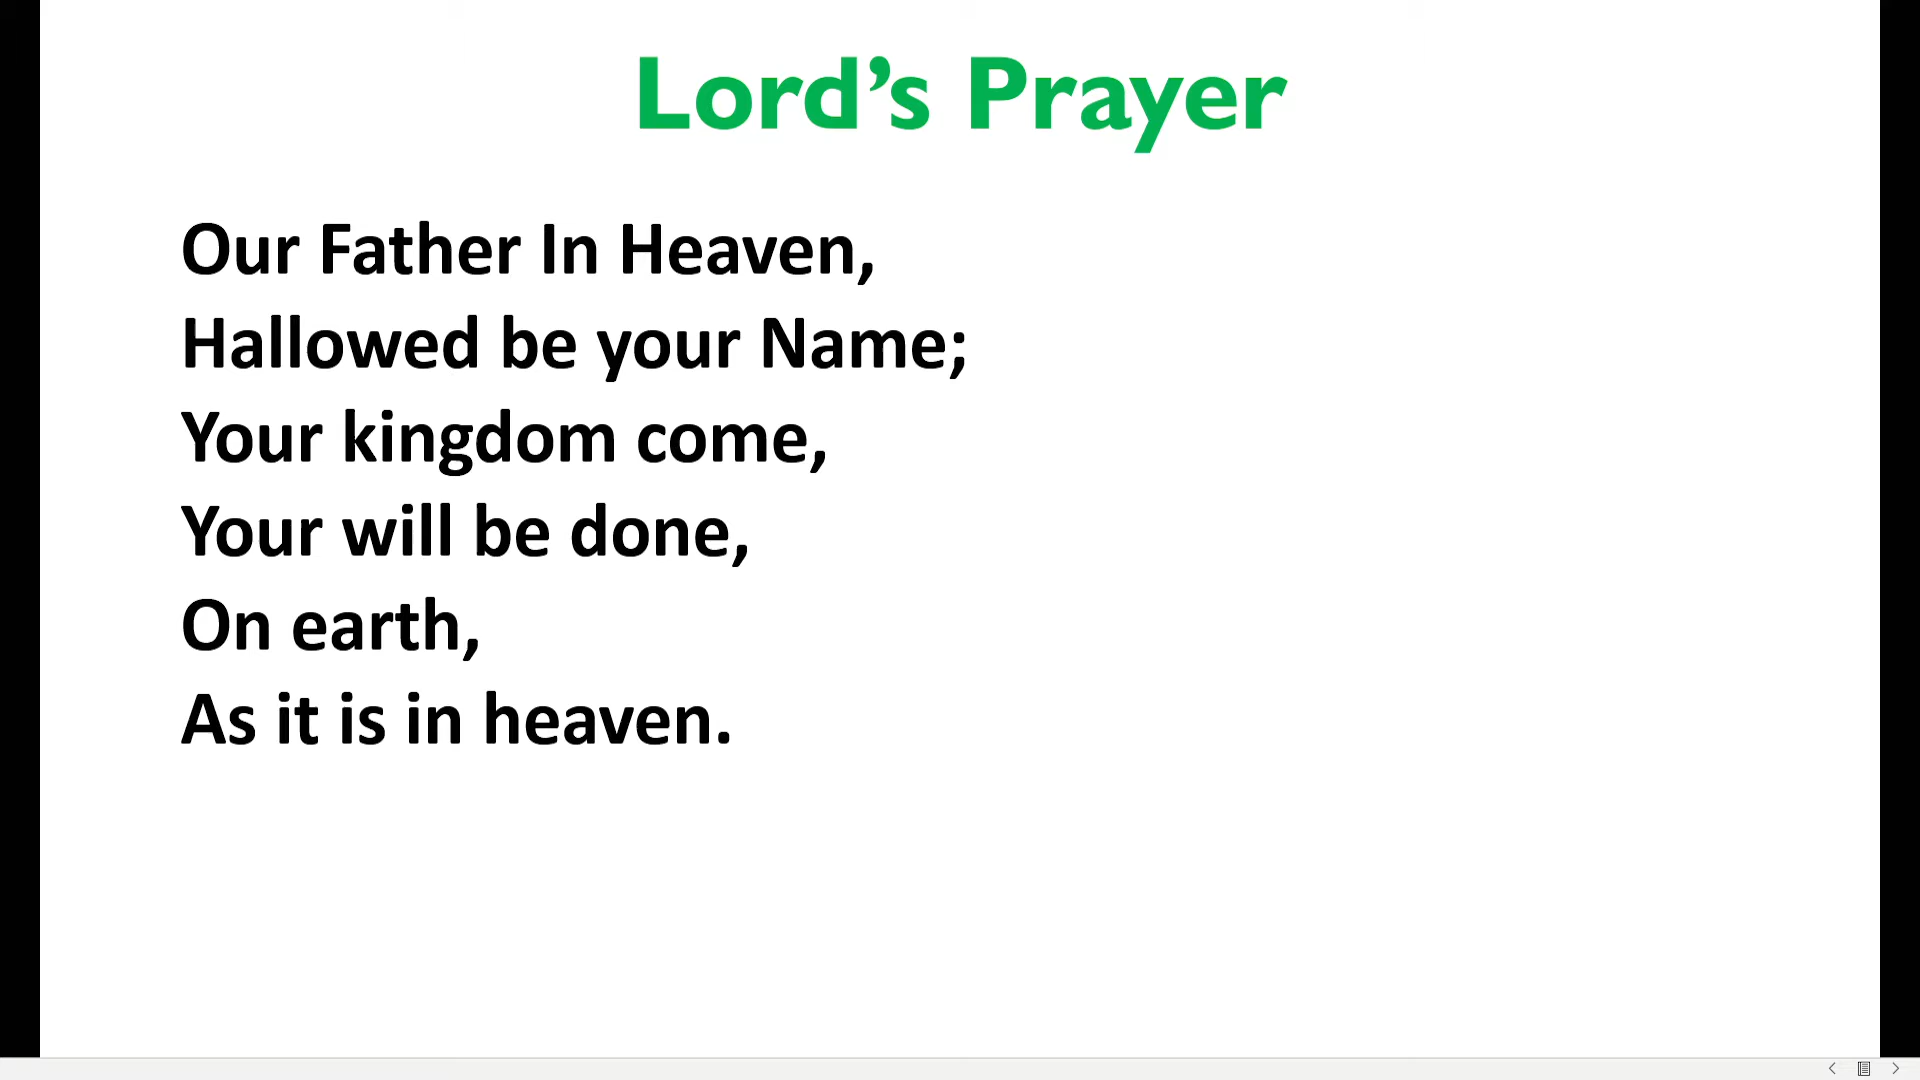 Lord’s Prayer
Our Father In Heaven,
Hallowed be your Name;
Your kingdom come,
Your will be done,
On earth,
As it is in heaven.